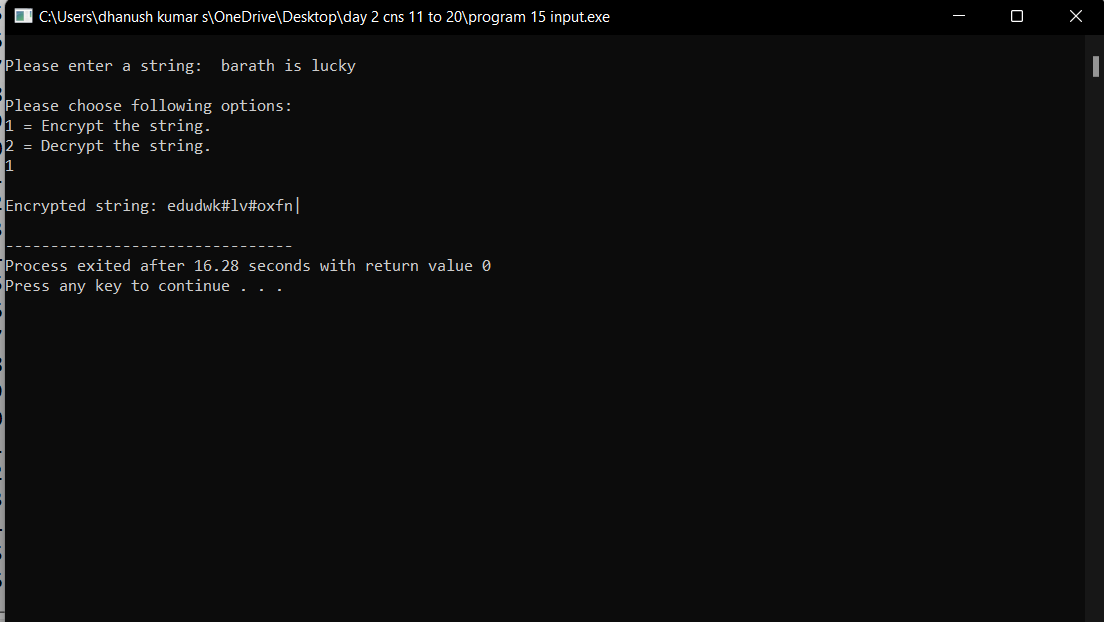 C:\Users\dhanush kumar s\OneDrive\Desktop\day 2 cns 11 to 20\program 15 input.exe
Please enter a string:  barath is lucky
Please choose following options:
1 = Encrypt the string.
2 = Decrypt the string.
1
Encrypted string: edudwk#lv#oxfn|
--------------------------------
Process exited after 16.28 seconds with return value 0
Press any key to continue . . .